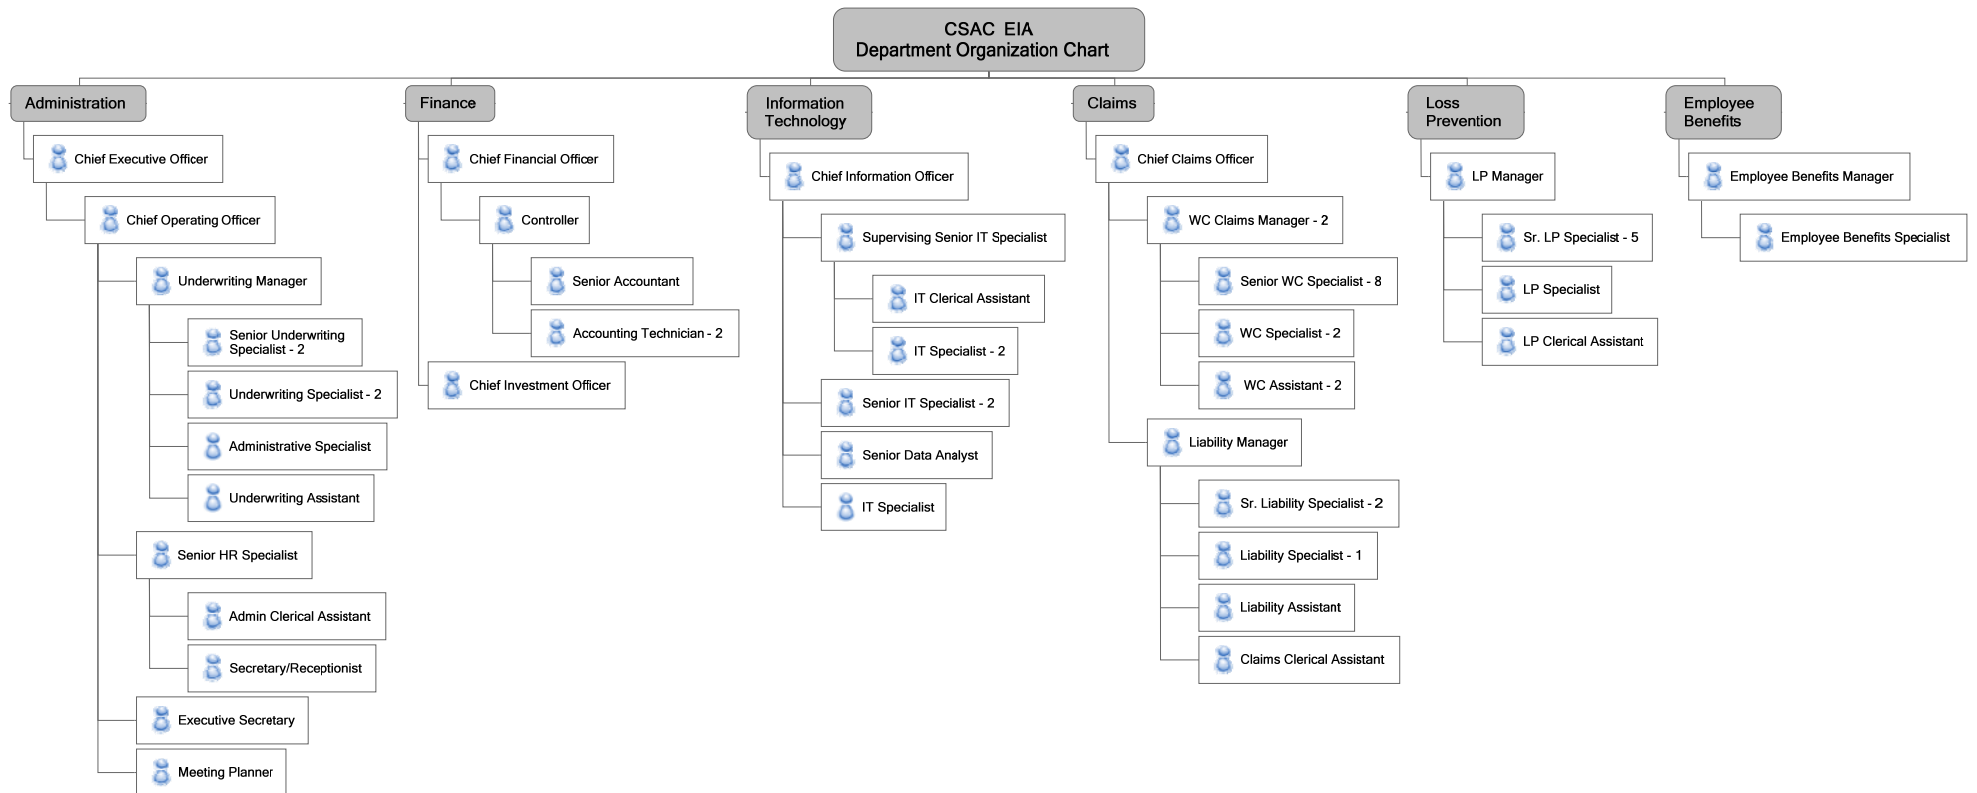 CSAC EIA
Department Organization Chart
Administration
Chief Executive Officer
Chief Operating Officer
Underwriting Manager
Senior Underwriting
Specialist - 2
Underwriting Specialist - 2
Administrative Specialist
Underwriting Assistant
Senior HR Specialist
Admin Clerical Assistant
Secretary/Receptionist
Executive Secretary
Meeting Planner
Finance
Chief Financial Officer
Controller
Senior Accountant
Accounting Technician - 2
Chief Investment Officer
Information
Technology
Chief Information Officer
Supervising Senior IT Specialist
IT Clerical Assistant
IT Specialist - 2
Senior IT Specialist - 2
Senior Data Analyst
IT Specialist
Claims
Chief Claims Officer
WC Claims Manager - 2
Senior WC Specialist - 8
WC Specialist - 2
WC Assistant - 2
Liability Manager
Sr. Liability Specialist - 2
Liability Specialist - 1
Liability Assistant
Claims Clerical Assistant
Loss
Prevention
LP Manager
Sr. LP Specialist - 5
LP Specialist
LP Clerical Assistant
Employee
Benefits
Employee Benefits Manager
Employee Benefits Specialist